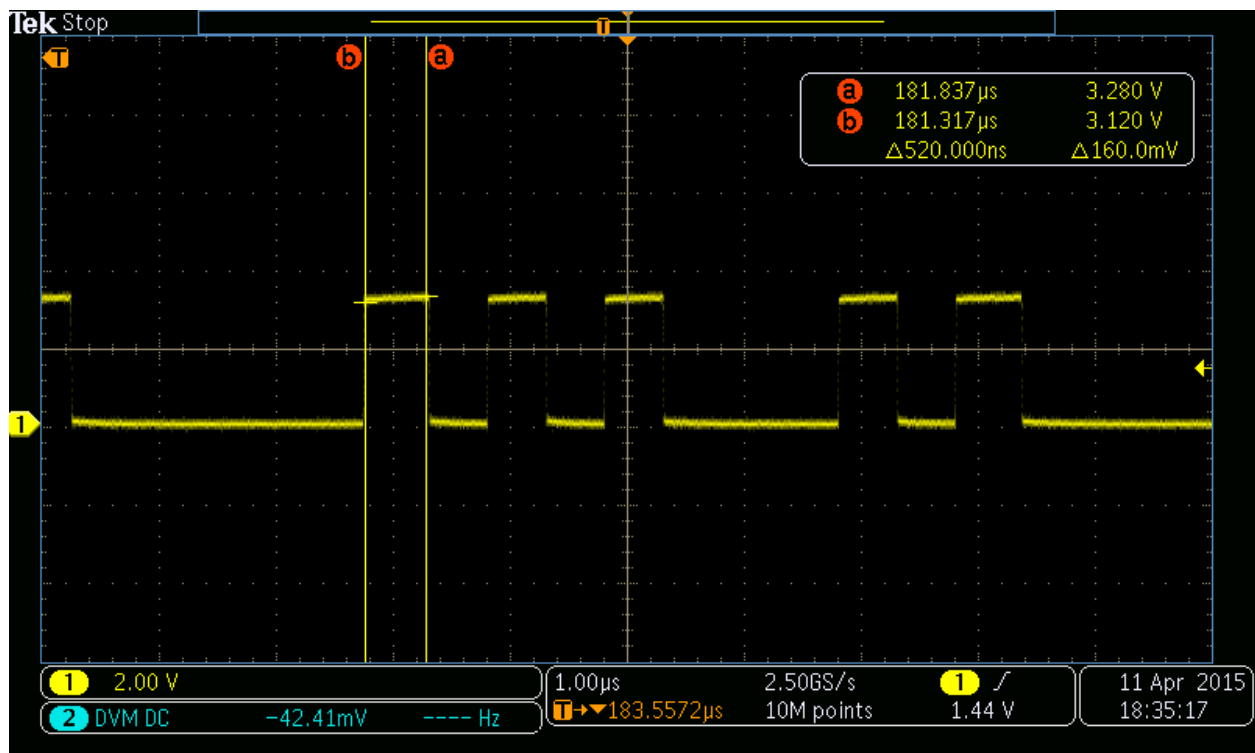 Tek Stop
T
T
b a
a 181.837µs 3.280 V
b 181.317µs 3.120 V
△520.000ns △160.0mV
1
1 2.00 V
2 DVM DC -42.41mV ---- Hz
1.00µs 2.50GS/s 1 /
T→▼183.5572µs 10M points 1.44 V
11 Apr 2015
18:35:17